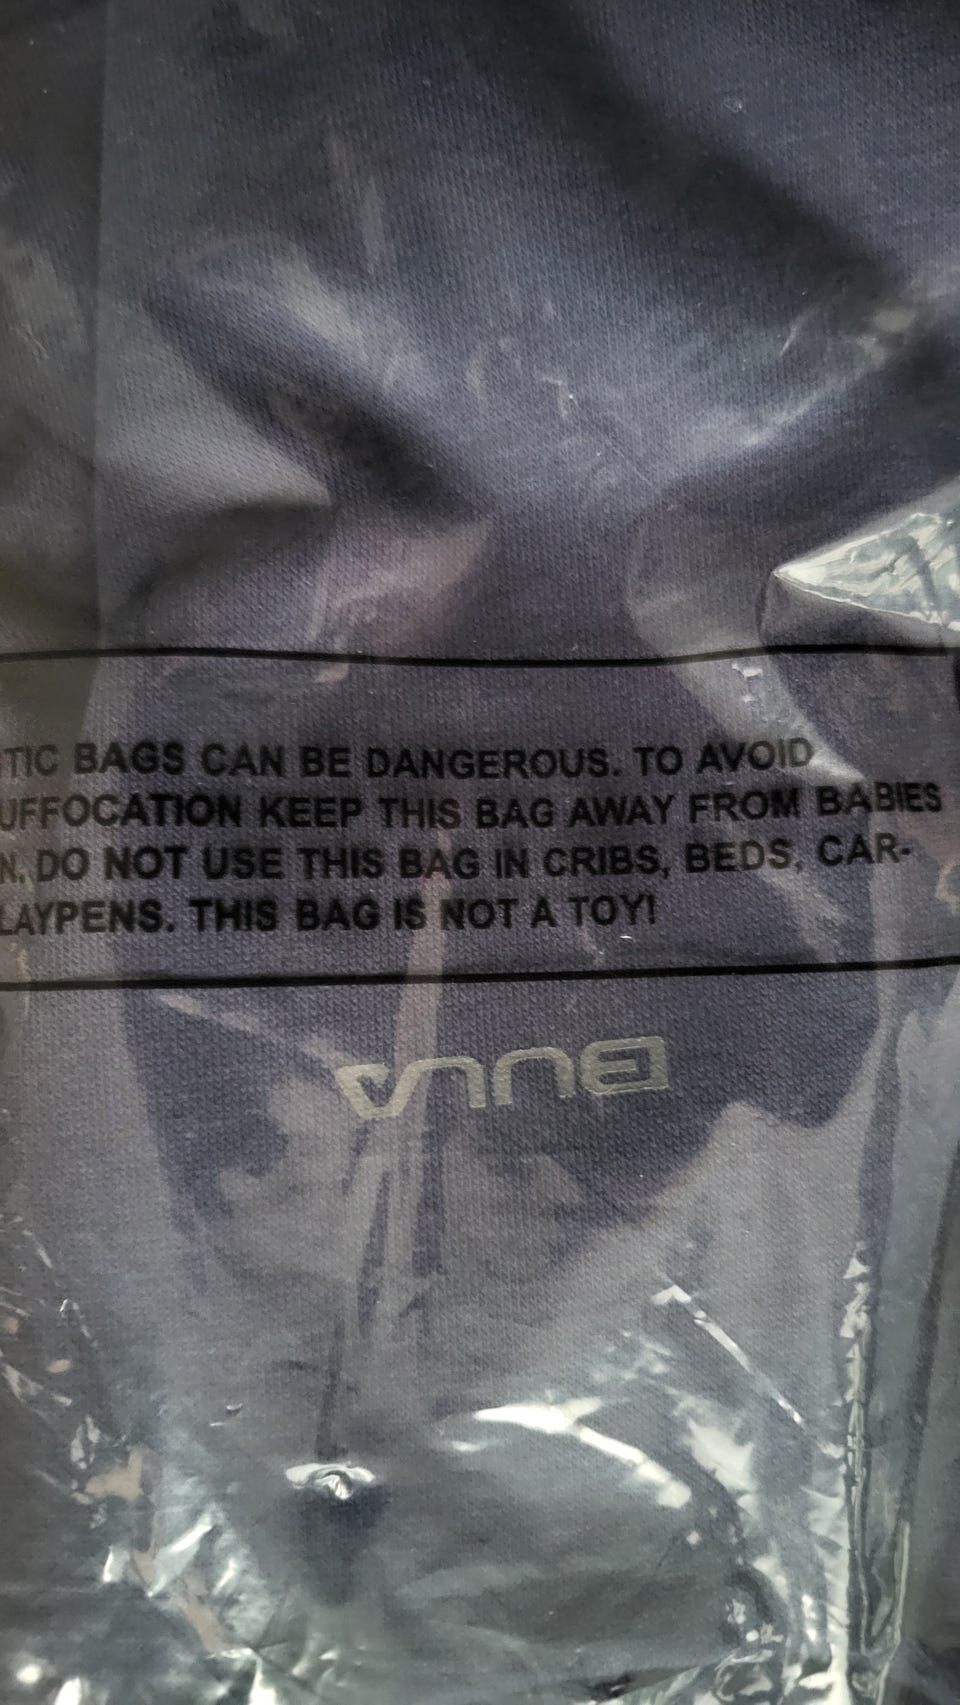 TIC BAGS CAN BE DANGEROUS. TO AVOID
UFFOCATION KEEP THIS BAG AWAY FROM BABIES
N. DO NOT USE THIS BAG IN CRIBS, BEDS, CAR-
LAYPENS. THIS BAG IS NOT A TOY!